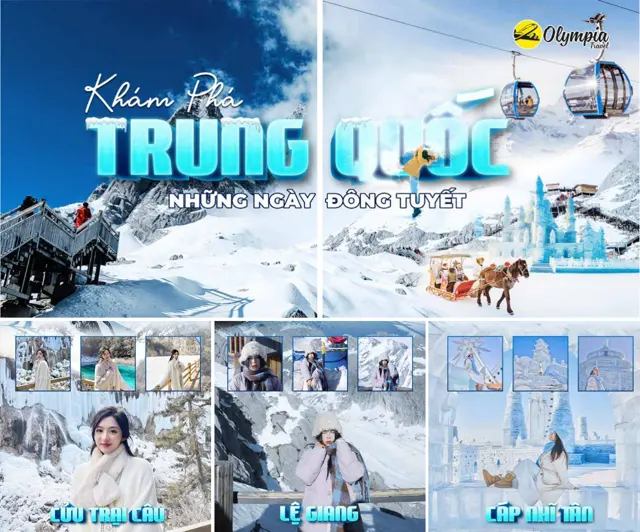 Olympia
Travel
Khám Phá
TRUNG QUỐC
NHỮNG NGÀY ĐÔNG TUYẾT
CỬU TRẠI CÂU
LỆ GIANG
CÁP NHĨ TÂN